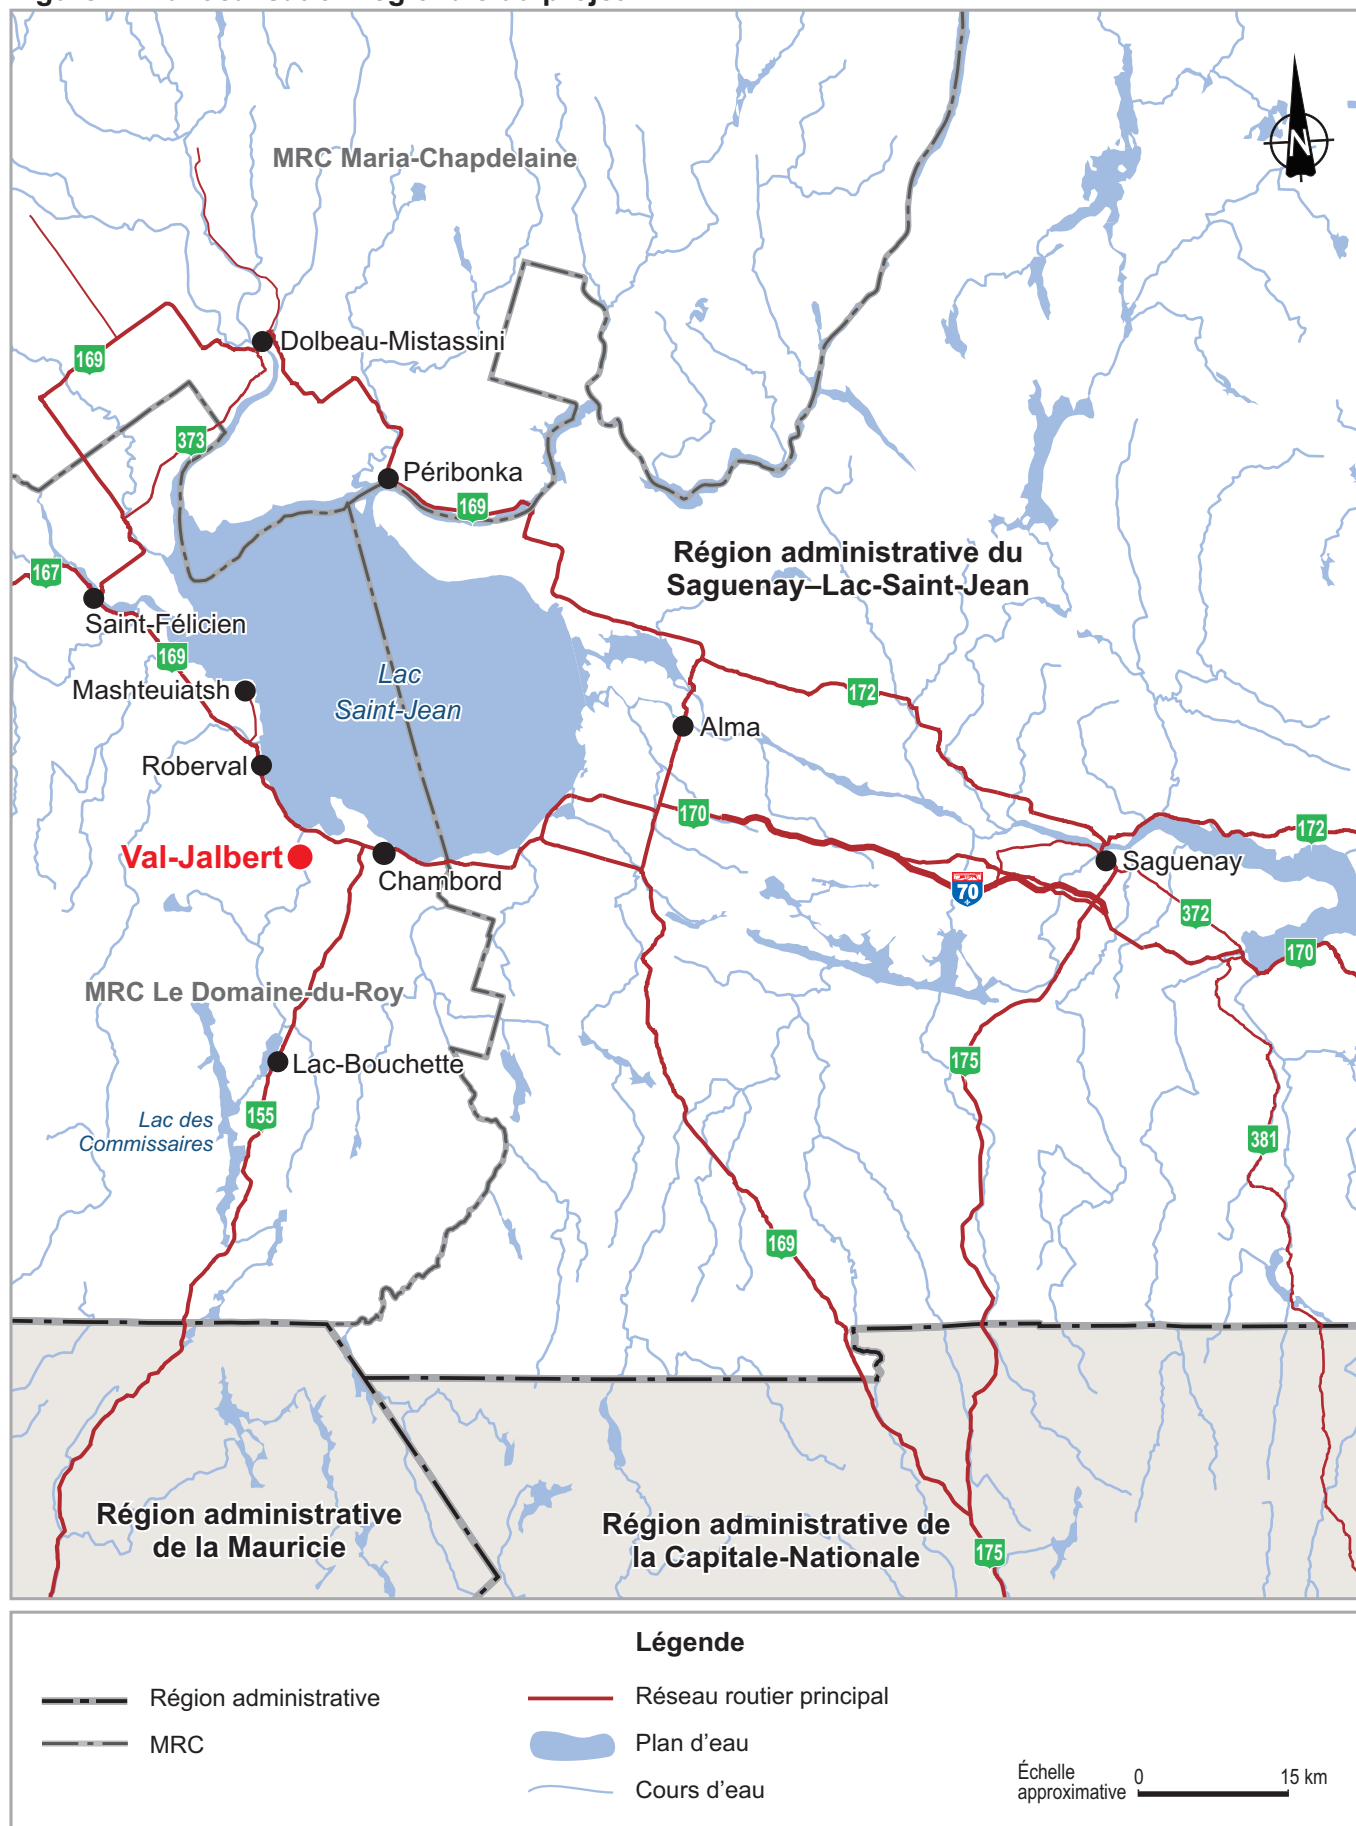 MRC Maria-Chapdelaine
N
Dolbeau-Mistassini
169
373
Péribonka
169
Région administrative du
Saguenay–Lac-Saint-Jean
167
Saint-Félicien
169
Mashteuiatsh
Lac
Saint-Jean
172
Alma
Roberval
170
172
Val-Jalbert
Chambord
Saguenay
70
372
170
MRC Le Domaine-du-Roy
Lac-Bouchette
175
155
Lac des
Commissaires
381
169
Région administrative
de la Mauricie
Région administrative de
la Capitale-Nationale
175
Légende
Région administrative
MRC
Réseau routier principal
Plan d'eau
Cours d'eau
Échelle
approximative
0
15 km